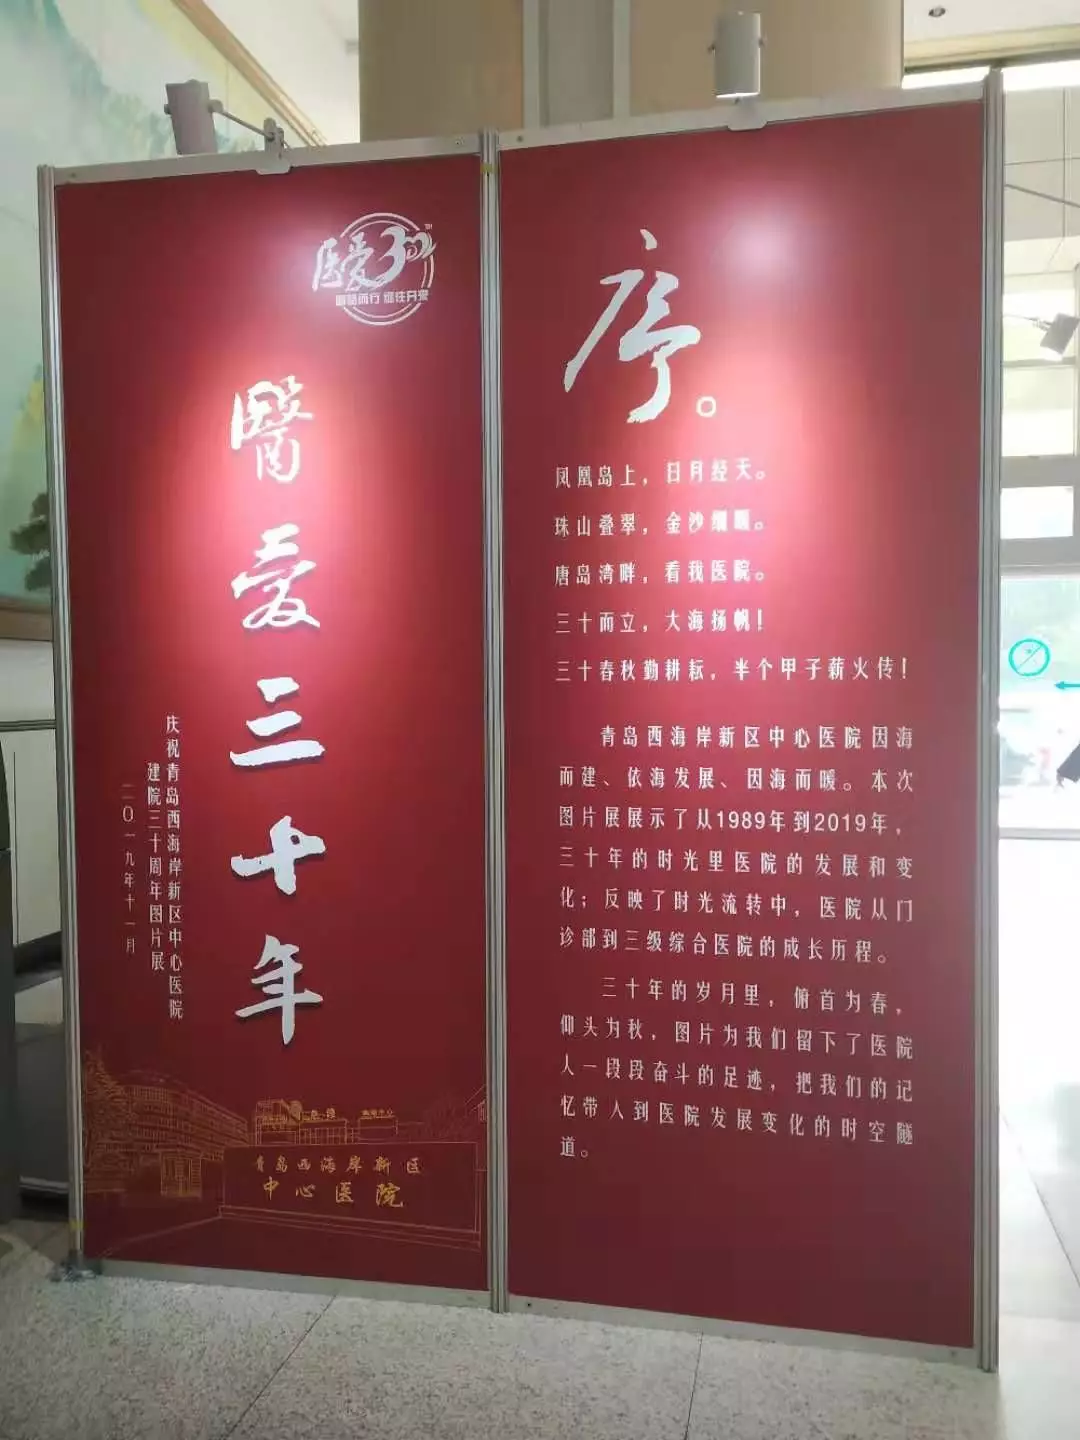 医爱30
医爱三十年
庆祝青岛西海岸新区中心医院
建院三十周年图片展
二〇一九年十一月
青岛西海岸新区
中心医院
序。
凤凰岛上，日月经天。
珠山叠翠，金沙细腻。
唐岛湾畔，看我医院。
三十而立，大海扬帆！
三十春秋勤耕耘，半个甲子薪火传！
青岛西海岸新区中心医院因海
而建、依海发展、因海而暖。本次
图片展展示了从1989年到2019年，
三十年的时光里医院的发展和变
化；反映了时光流转中，医院从门
诊部到三级综合医院的成长历程。
三十年的岁月里，俯首为春，
仰头为秋，图片为我们留下了医院
人一段段奋斗的足迹，把我们的记
忆带入到医院发展变化的时空隧
道。